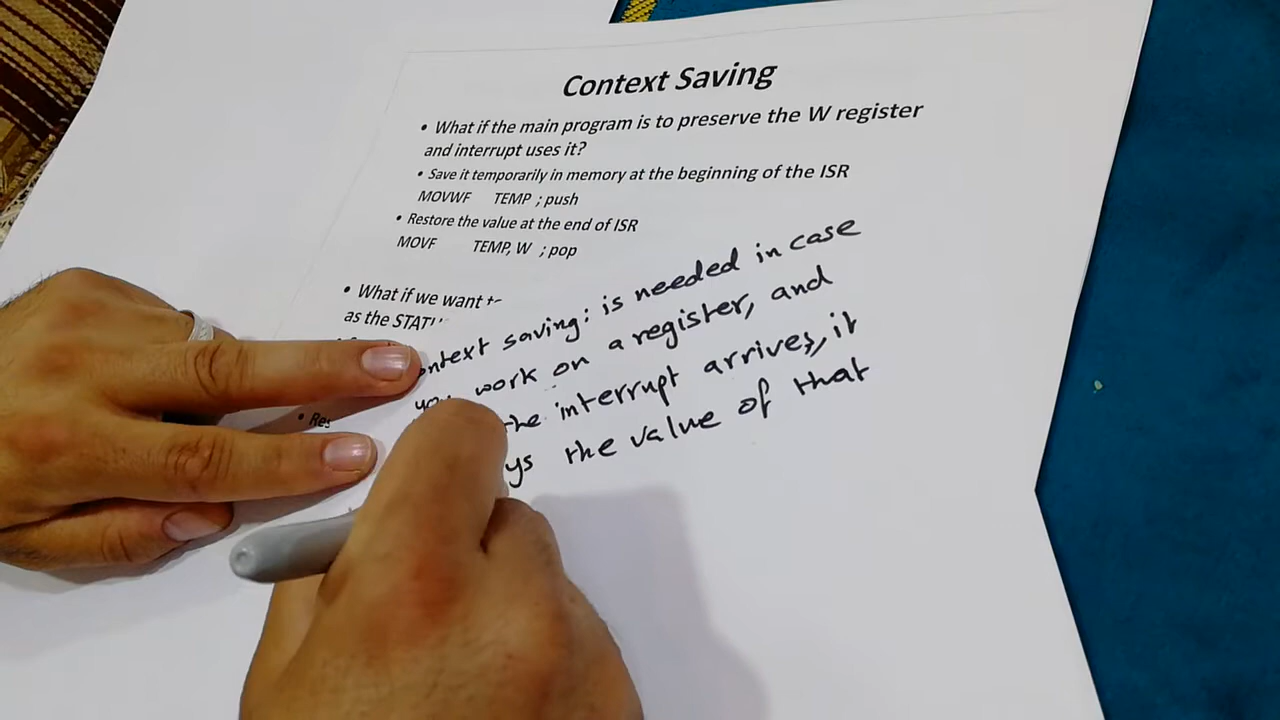 Context Saving
• What if the main program is to preserve the W register
and interrupt uses it?
• Save it temporarily in memory at the beginning of the ISR
MOVWF TEMP ; push
• Restore the value at the end of ISR
MOVF TEMP, W ; pop
• What if we want
as the
saving: is needed in case
work on a register, and
the interrupt arrives, it
the value of that